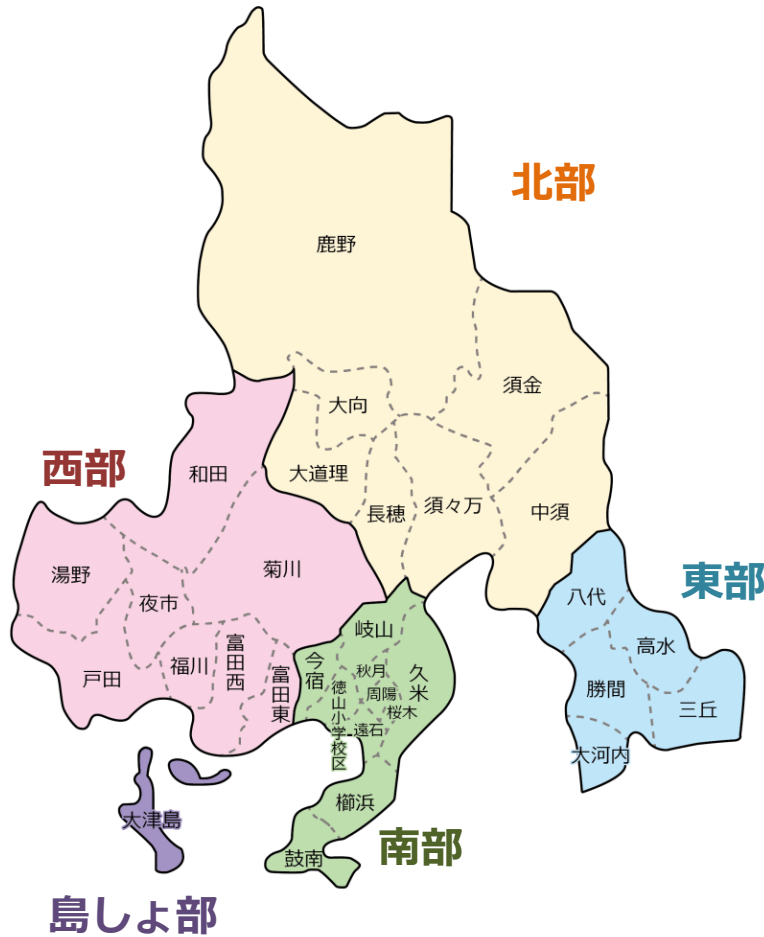 北部
鹿野
須金
大向
大道理
長穂
須々万
中須
西部
和田
湯野
夜市
菊川
戸田
福川
富田西
富田東
東部
八代
高水
勝間
三丘
大河内
岐山
今宿
秋月
久米
周陽
桜木
徳山小学校区
遠石
櫛浜
鼓南
南部
大津島
島しょ部